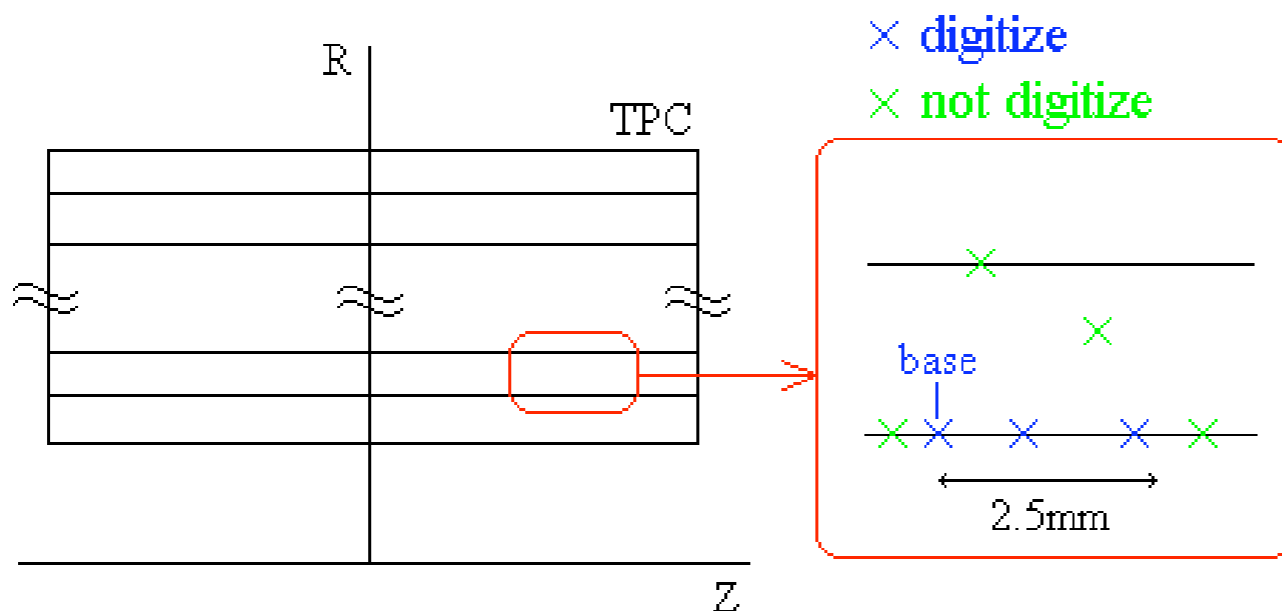 R
TPC
Z
× digitize
× not digitize
base
2.5mm